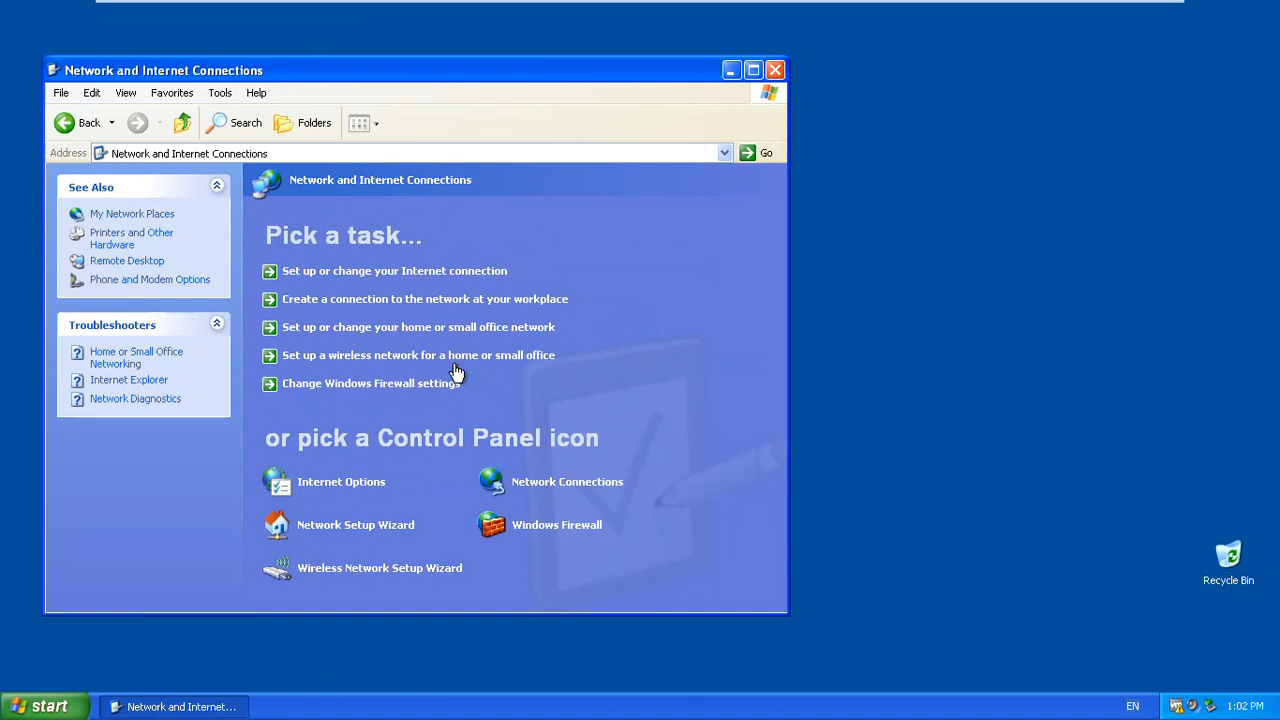 Network and Internet Connections
File Edit View Favorites Tools Help
Back Search Folders
Address Network and Internet Connections Go
See Also
My Network Places
Printers and Other
Hardware
Remote Desktop
Phone and Modem Options
Troubleshooters
Home or Small Office
Networking
Internet Explorer
Network Diagnostics
Network and Internet Connections
Pick a task...
Set up or change your Internet connection
Create a connection to the network at your workplace
Set up or change your home or small office network
Set up a wireless network for a home or small office
Change Windows Firewall settings
or pick a Control Panel icon
Internet Options
Network Connections
Network Setup Wizard
Windows Firewall
Wireless Network Setup Wizard
Recycle Bin
start Network and Internet... EN 1:02 PM